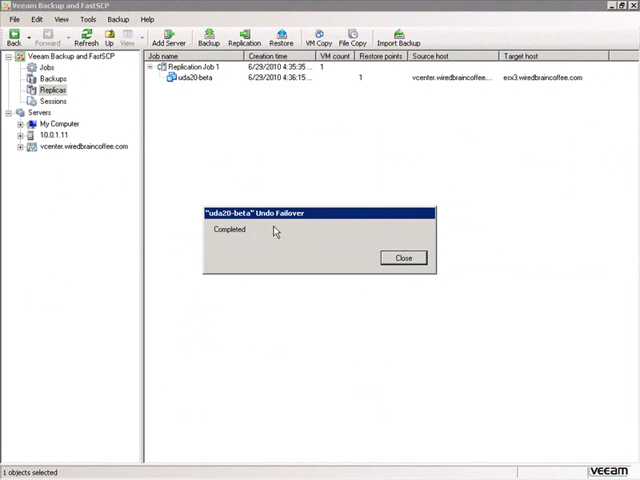 Veeam Backup and FastSCP
File Edit View Tools Backup Help
Back Forward Refresh Up View Add Server Backup Replication Restore VM Copy File Copy Import Backup
Veeam Backup and FastSCP
Jobs
Backups
Replicas
Sessions
Servers
My Computer
10.0.1.11
vcenter.wiredbraincoffee.com
Job name Creation time VM count Restore points Source host Target host
Replication Job 1 6/29/2010 4:35:35... 1
uda20-beta 6/29/2010 4:36:15... 1 vcenter.wiredbraincoffee.... esx3.wiredbraincoffee.com
"uda20-beta" Undo Failover
Completed
Close
1 objects selected
veeam